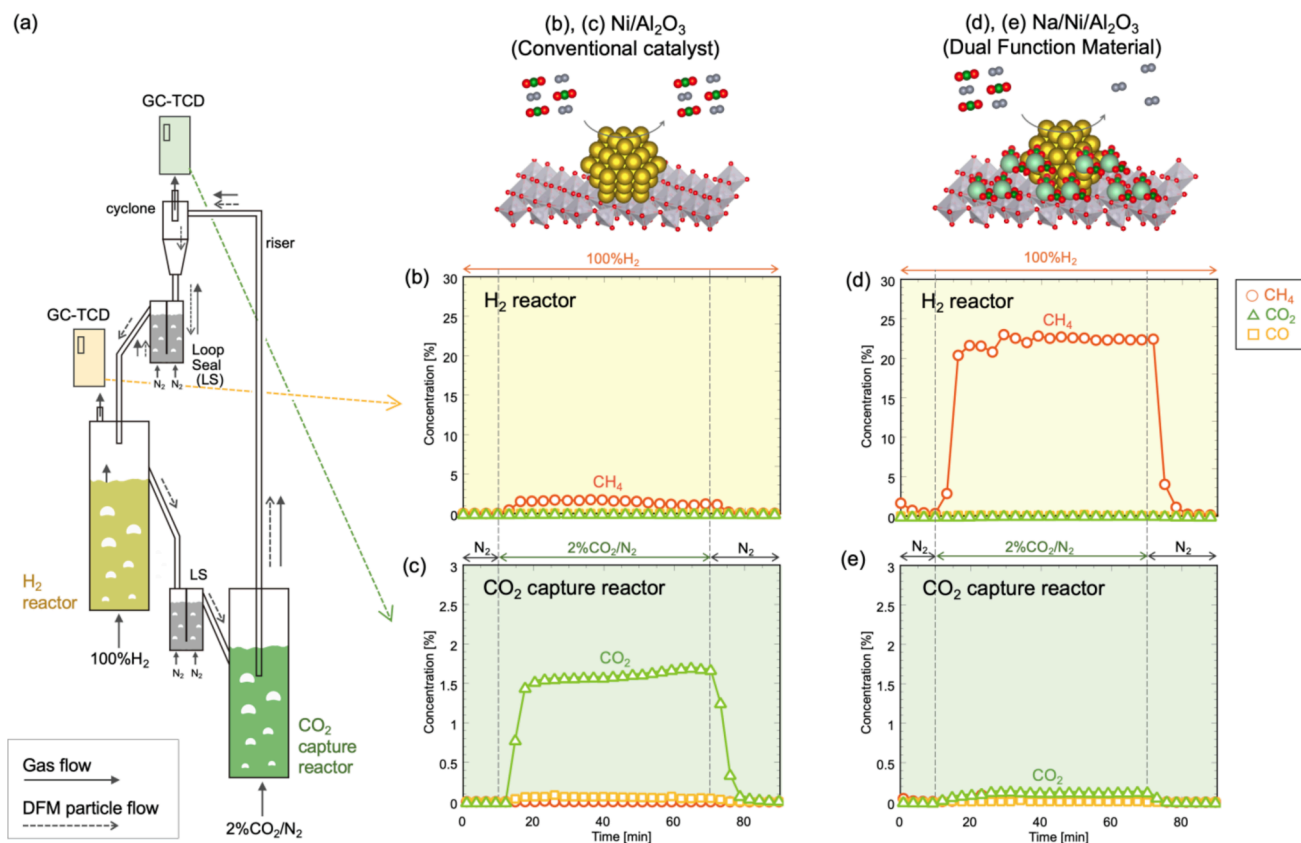 (a)
GC-TCD
cyclone
riser
GC-TCD
Loop
Seal
(LS)
N₂ N₂
H₂
reactor
LS
100%H₂
N₂ N₂
CO₂
capture
reactor
Gas flow
DFM particle flow
2%CO₂/N₂
(b), (c) Ni/Al₂O₃
(Conventional catalyst)
(d), (e) Na/Ni/Al₂O₃
(Dual Function Material)
(b)
100%H₂
H₂ reactor
CH₄
Concentration [%]
30
25
20
15
10
5
0
N₂
2%CO₂/N₂
N₂
(c)
CO₂ capture reactor
CO₂
Concentration [%]
3
2.5
2
1.5
1
0.5
0
0 20 40 60 80
Time [min]
(d)
100%H₂
H₂ reactor
CH₄
Concentration [%]
30
25
20
15
10
5
0
N₂
2%CO₂/N₂
N₂
(e)
CO₂ capture reactor
CO₂
Concentration [%]
3
2.5
2
1.5
1
0.5
0
0 20 40 60 80
Time [min]
CH₄
CO₂
CO